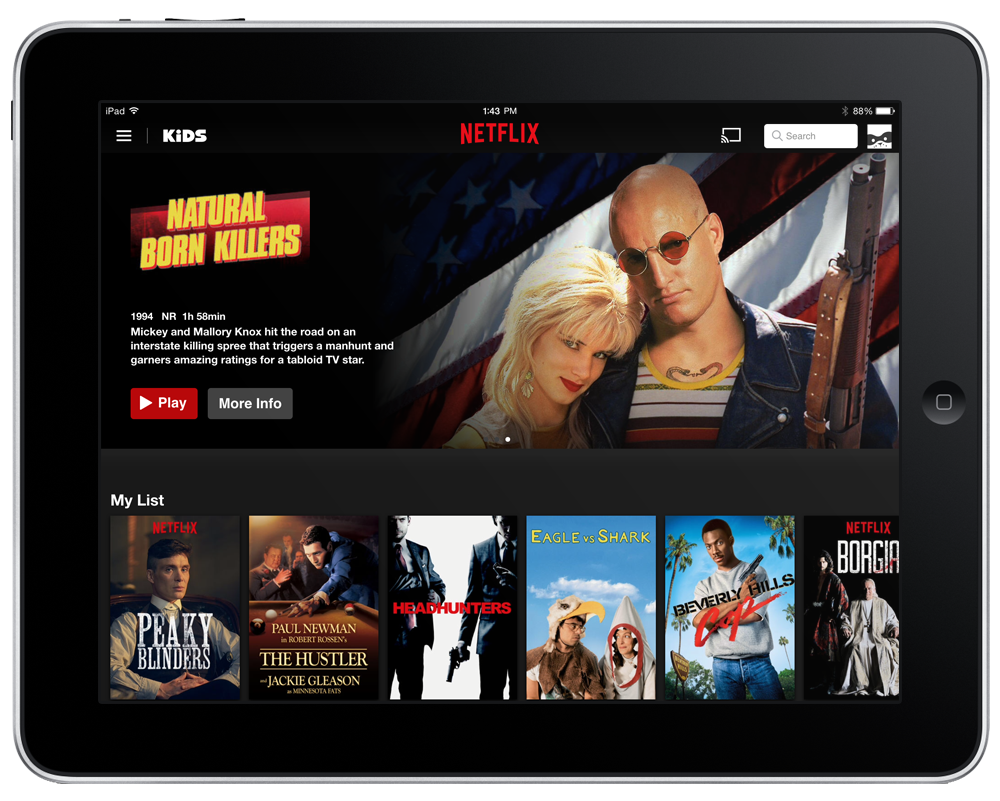 iPad 1:43 PM 88%
KiDS NETFLIX Search
NATURAL
BORN KILLERS
1994 NR 1h 58min
Mickey and Mallory Knox hit the road on an
interstate killing spree that triggers a manhunt and
garners amazing ratings for a tabloid TV star.
Play More Info
My List
NETFLIX
PEAKY
BLINDERS
PAUL NEWMAN
in ROBERT ROSSEN'S
THE HUSTLER
and JACKIE GLEASON
as MINNESOTA FATS
HEADHUNTERS
EAGLE vs SHARK
BEVERLY HILLS
Cop
NETFLIX
BORGIA